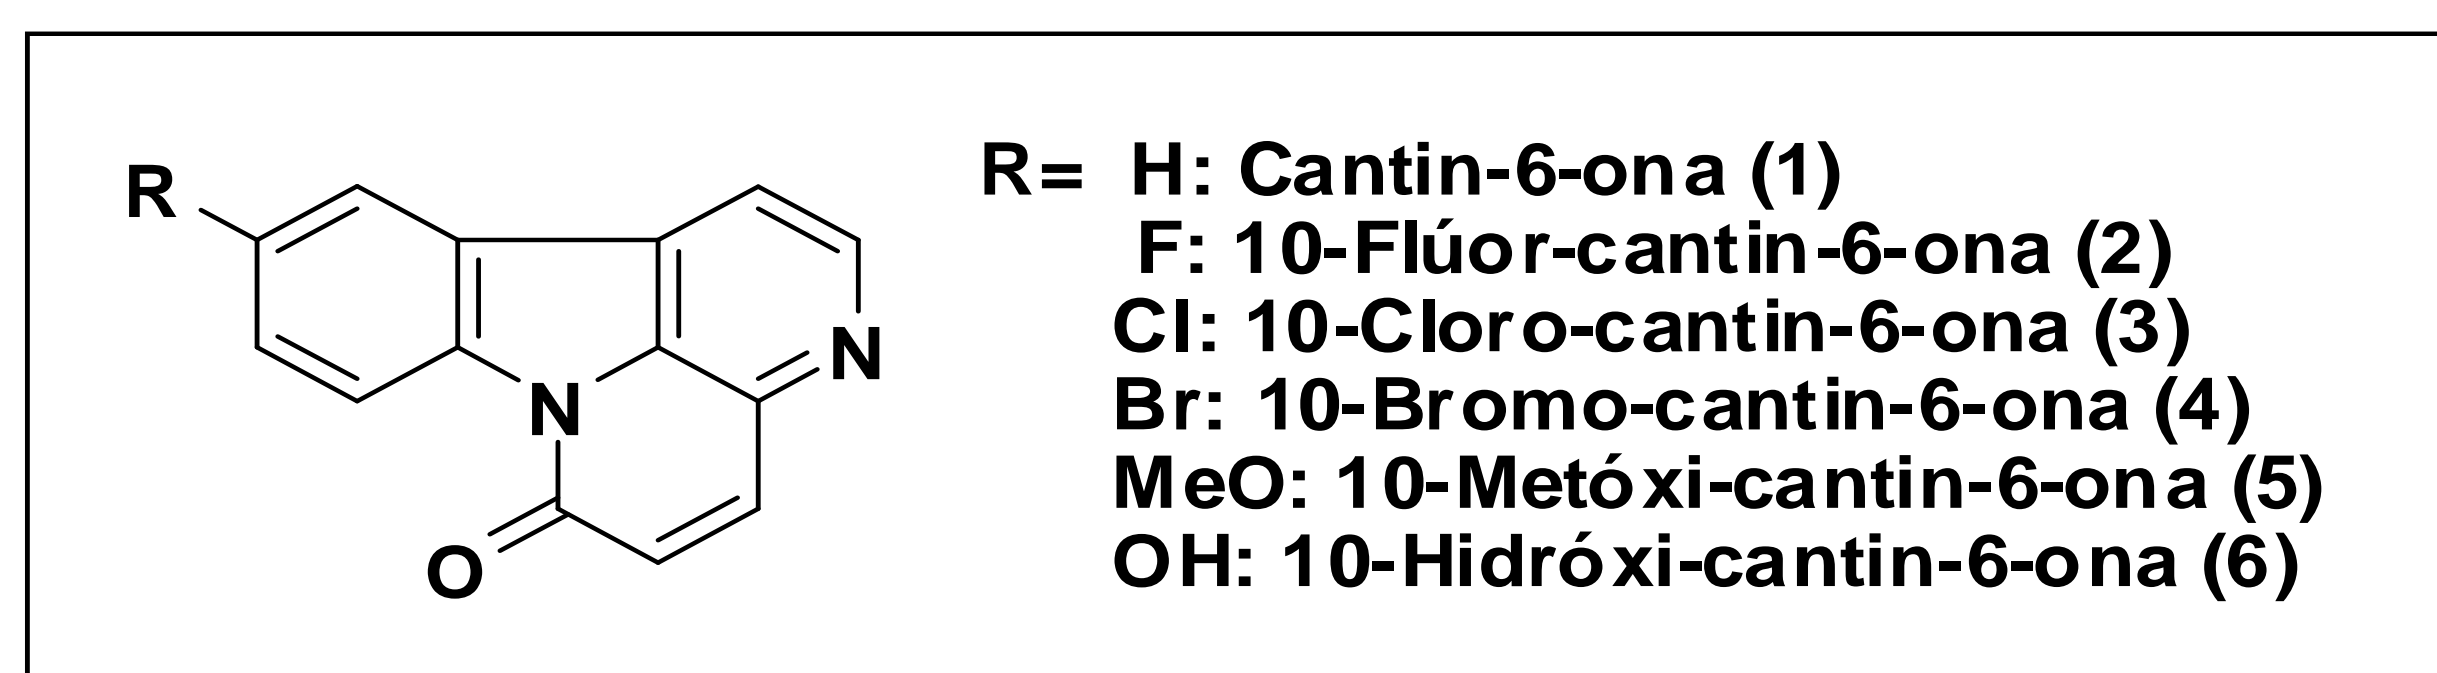 R
N
N
O
R= H: Cantin-6-ona (1)
F: 10-Flúor-cantin-6-ona (2)
Cl: 10-Cloro-cantin-6-ona (3)
Br: 10-Bromo-cantin-6-ona (4)
MeO: 10-Metóxi-cantin-6-ona (5)
OH: 10-Hidróxi-cantin-6-ona (6)